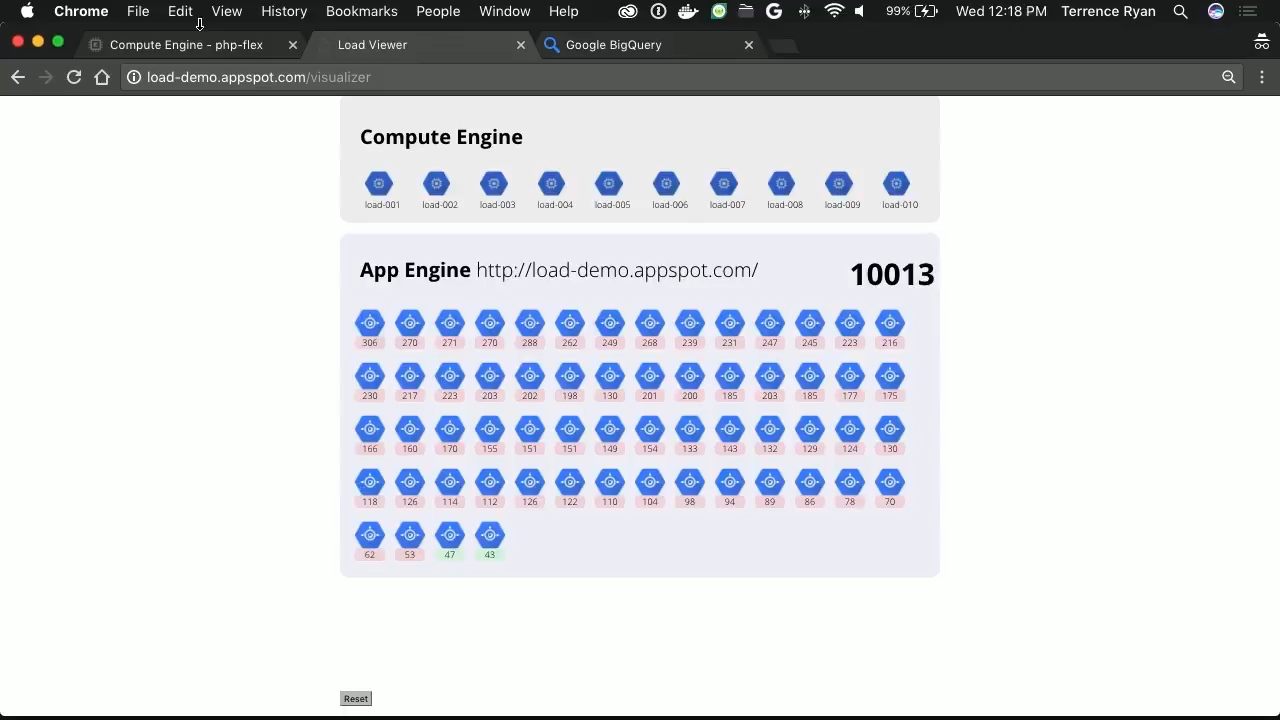 Chrome File Edit View History Bookmarks People Window Help 99% Wed 12:18 PM Terrence Ryan
Compute Engine - php-flex Load Viewer Google BigQuery
load-demo.appspot.com/visualizer
Compute Engine
load-001 load-002 load-003 load-004 load-005 load-006 load-007 load-008 load-009 load-010
App Engine http://load-demo.appspot.com/ 10013
306 270 271 270 288 262 249 268 239 231 247 245 223 216
230 217 223 203 202 198 130 201 200 185 203 185 177 175
166 160 170 155 151 151 149 154 133 143 132 129 124 130
118 126 114 112 126 122 110 104 98 94 89 86 78 70
62 53 47 43
Reset